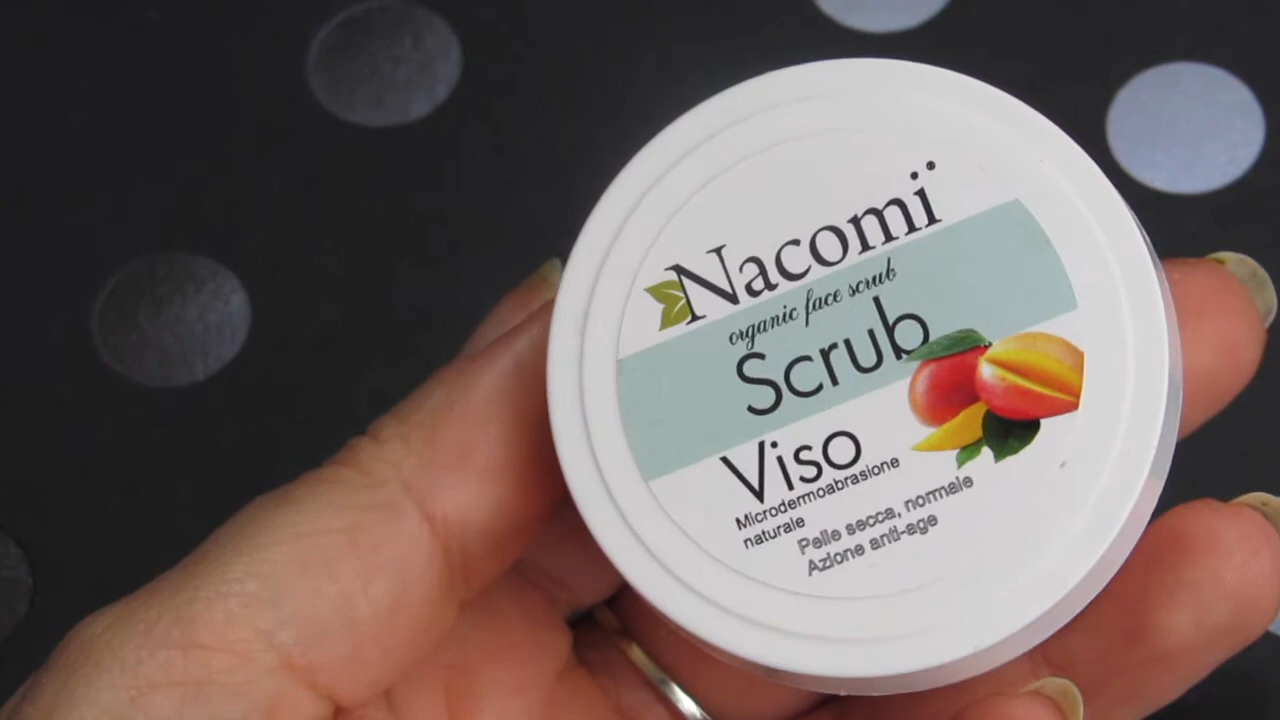 Nacomi
organic face scrub
Scrub
Viso
Microdermoabrasione
naturale
Pelle secca, normale
Azione anti-age